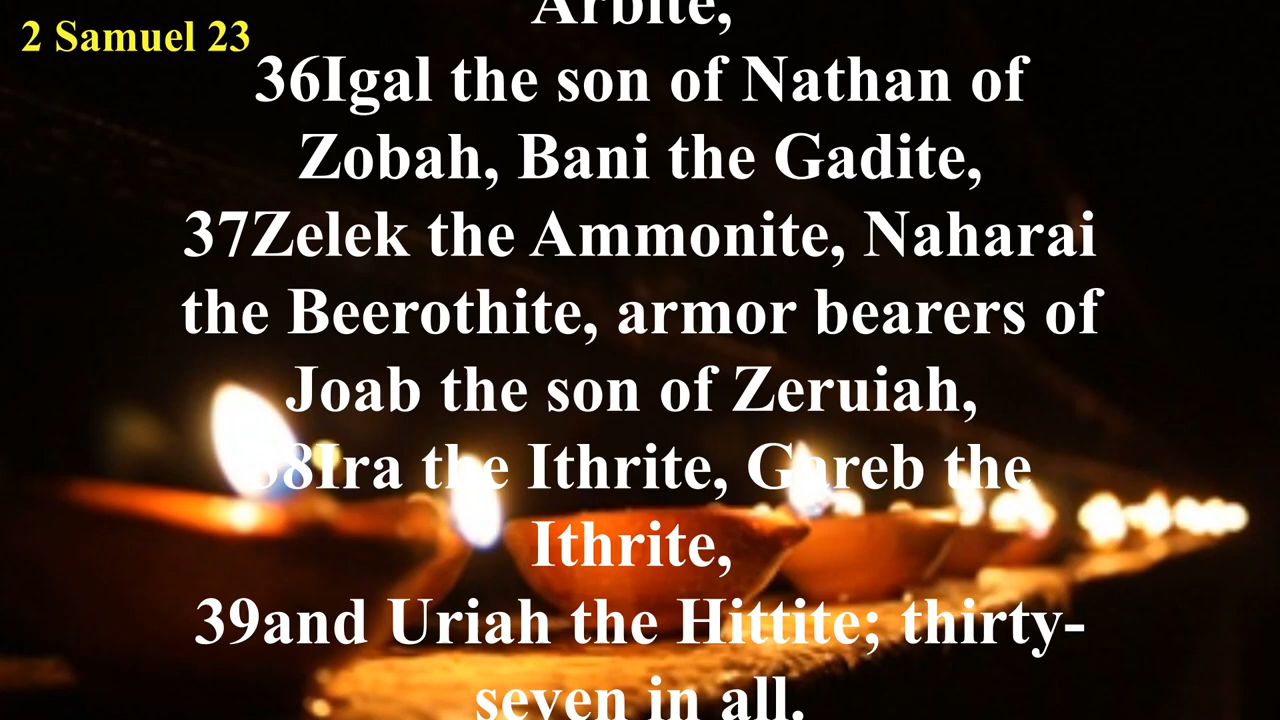 2 Samuel 23
Arbite,
36Igal the son of Nathan of
Zobah, Bani the Gadite,
37Zelek the Ammonite, Naharai
the Beerothite, armor bearers of
Joab the son of Zeruiah,
38Ira the Ithrite, Gareb the
Ithrite,
39and Uriah the Hittite; thirty-
seven in all.